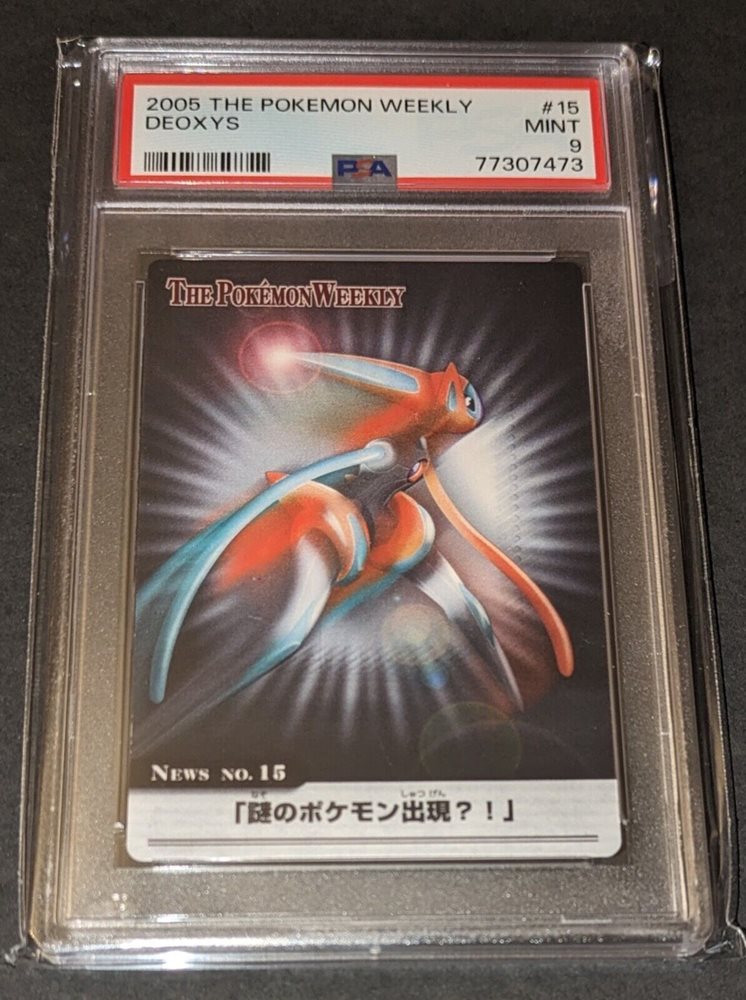 2005 THE POKEMON WEEKLY #15
DEOXYS MINT
9
PSA 77307473
THE POKÉMON WEEKLY
NEWS NO. 15
なぞ しゅつ げん
「謎のポケモン出現？！」